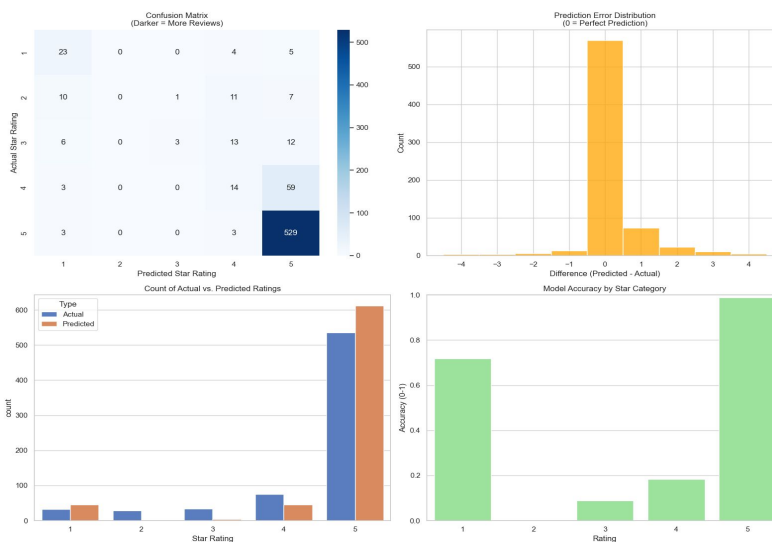 Confusion Matrix
(Darker = More Reviews)
Actual Star Rating
1 23 0 0 4 5
2 10 0 1 11 7
3 6 0 3 13 12
4 3 0 0 14 59
5 3 0 0 3 529
1 2 3 4 5
Predicted Star Rating
500
400
300
200
100
0
Prediction Error Distribution
(0 = Perfect Prediction)
Count
500
400
300
200
100
0
−4 −3 −2 −1 0 1 2 3 4
Difference (Predicted - Actual)
Count of Actual vs. Predicted Ratings
Type
Actual
Predicted
count
600
500
400
300
200
100
0
1 2 3 4 5
Star Rating
Model Accuracy by Star Category
Accuracy (0-1)
1.0
0.8
0.6
0.4
0.2
0.0
1 2 3 4 5
Rating